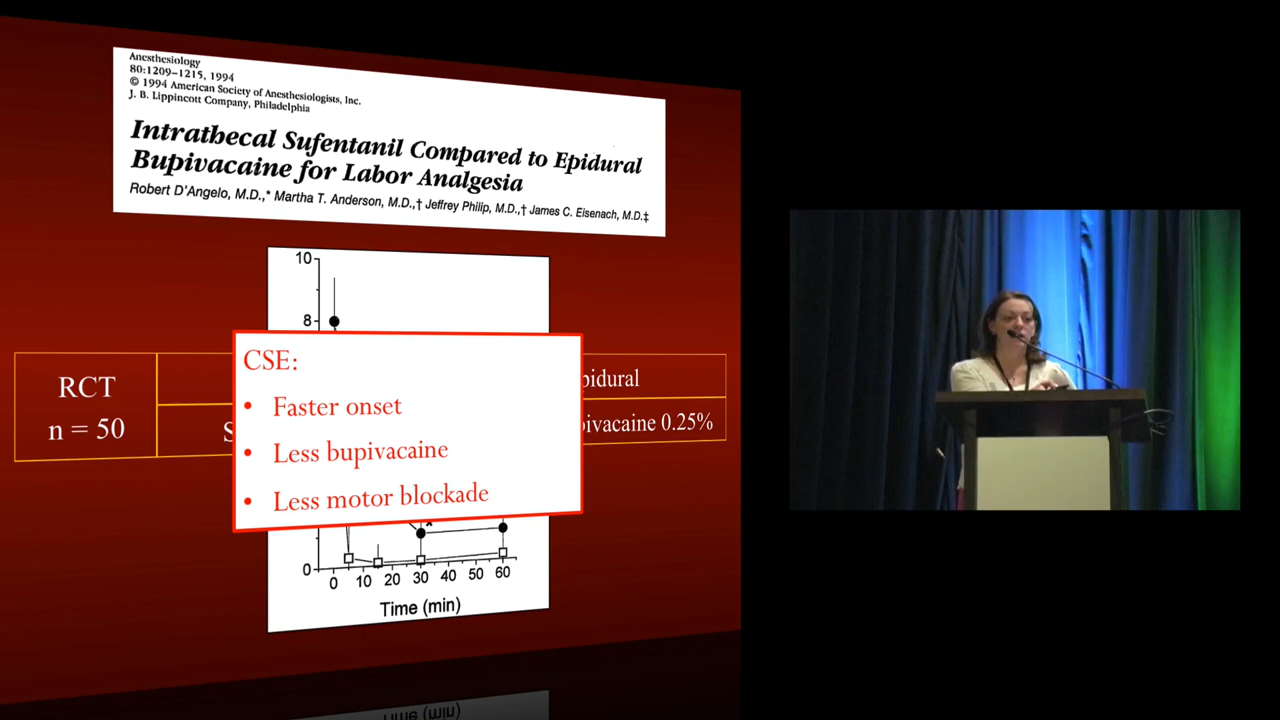 Anesthesiology
80:1209–1215, 1994
© 1994 American Society of Anesthesiologists, Inc.
J. B. Lippincott Company, Philadelphia
Intrathecal Sufentanil Compared to Epidural
Bupivacaine for Labor Analgesia
Robert D'Angelo, M.D.,* Martha T. Anderson, M.D.,† Jeffrey Philip, M.D.,† James C. Eisenach, M.D.‡
10
8
RCT
n = 50
S
pidural
pivacaine 0.25%
CSE:
• Faster onset
• Less bupivacaine
• Less motor blockade
*
0
0 10 20 30 40 50 60
Time (min)